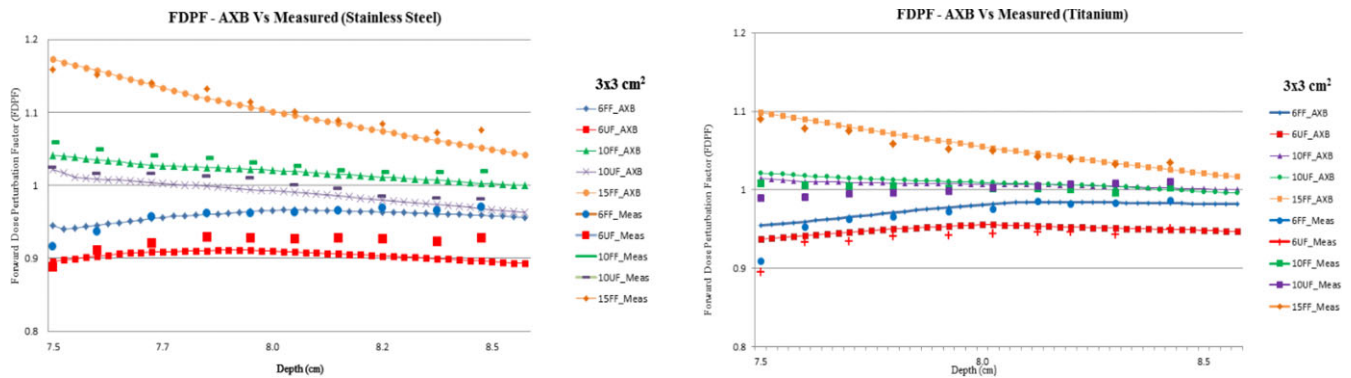 FDPF - AXB Vs Measured (Stainless Steel)
Forward Dose Perturbation Factor (FDPF)
1.2
1.1
1
0.9
0.8
7.5
7.7
8.0
8.2
8.5
Depth (cm)
3x3 cm²
6FF_AXB
6UF_AXB
10FF_AXB
10UF_AXB
15FF_AXB
6FF_Meas
6UF_Meas
10FF_Meas
10UF_Meas
15FF_Meas
FDPF - AXB Vs Measured (Titanium)
Forward Dose Perturbation Factor (FDPF)
1.2
1.1
1
0.9
0.8
7.5
8.0
8.5
Depth (cm)
3x3 cm²
6FF_AXB
6UF_AXB
10FF_AXB
10UF_AXB
15FF_AXB
6FF_Meas
6UF_Meas
10FF_Meas
10UF_Meas
15FF_Meas